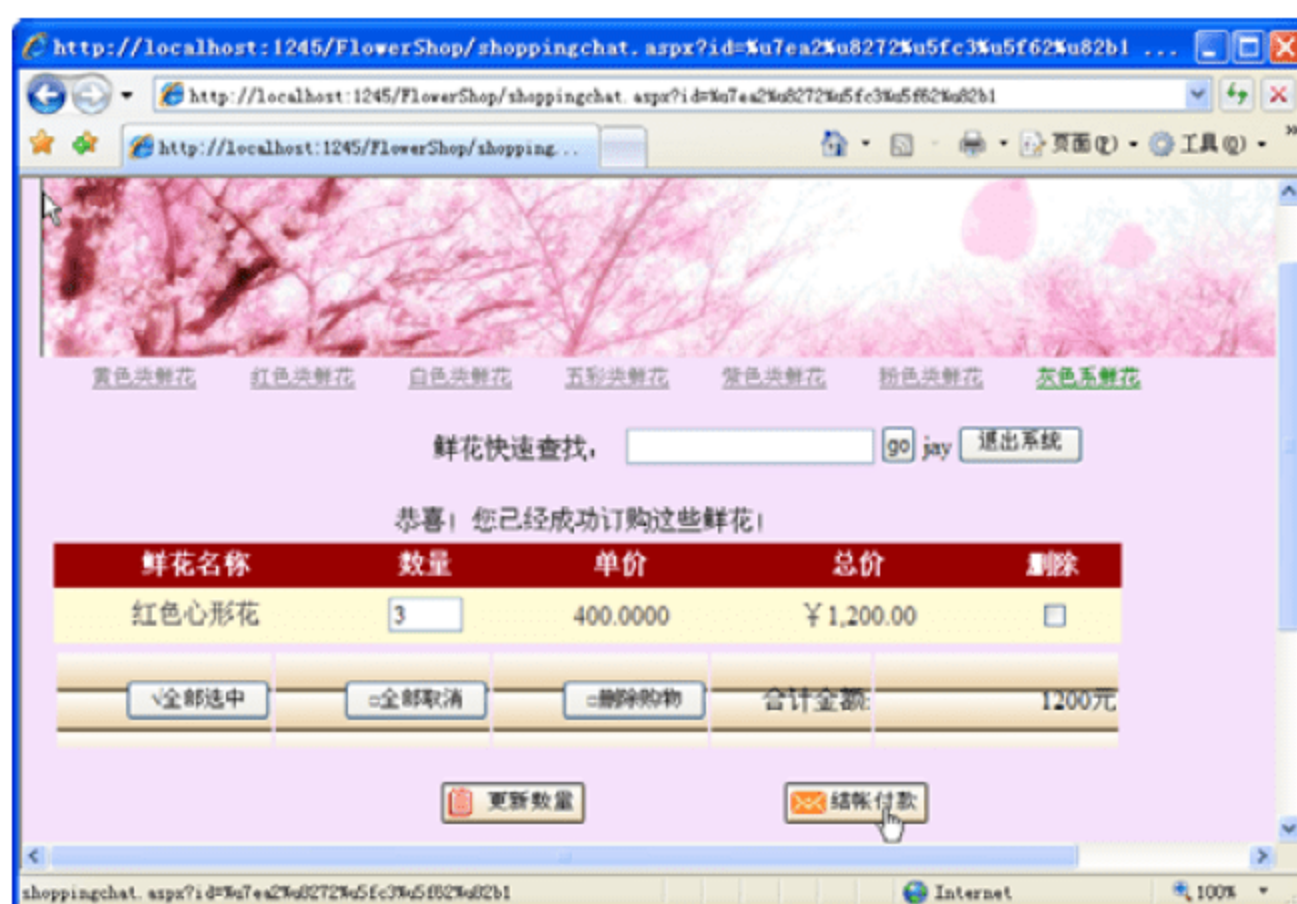 http://localhost:1245/FlowerShop/shoppingchat.aspx?id=%u7ea2%u8272%u5fc3%u5f62%u82b1 ...
http://localhost:1245/FlowerShop/shoppingchat.aspx?id=%u7ea2%u8272%u5fc3%u5f62%u82b1
http://localhost:1245/FlowerShop/shopping... 页面(P) 工具(O) »
黄色类鲜花 红色类鲜花 白色类鲜花 五彩类鲜花 紫色类鲜花 粉色类鲜花 灰色系鲜花
鲜花快速查找: go jay 退出系统
恭喜!您已经成功订购这些鲜花!
鲜花名称 数量 单价 总价 删除
红色心形花 3 400.0000 ¥1,200.00
√全部选中 □全部取消 □删除购物 合计金额: 1200元
更新数量 结帐付款
shoppingchat.aspx?id=%u7ea2%u8272%u5fc3%u5f62%u82b1 Internet 100%